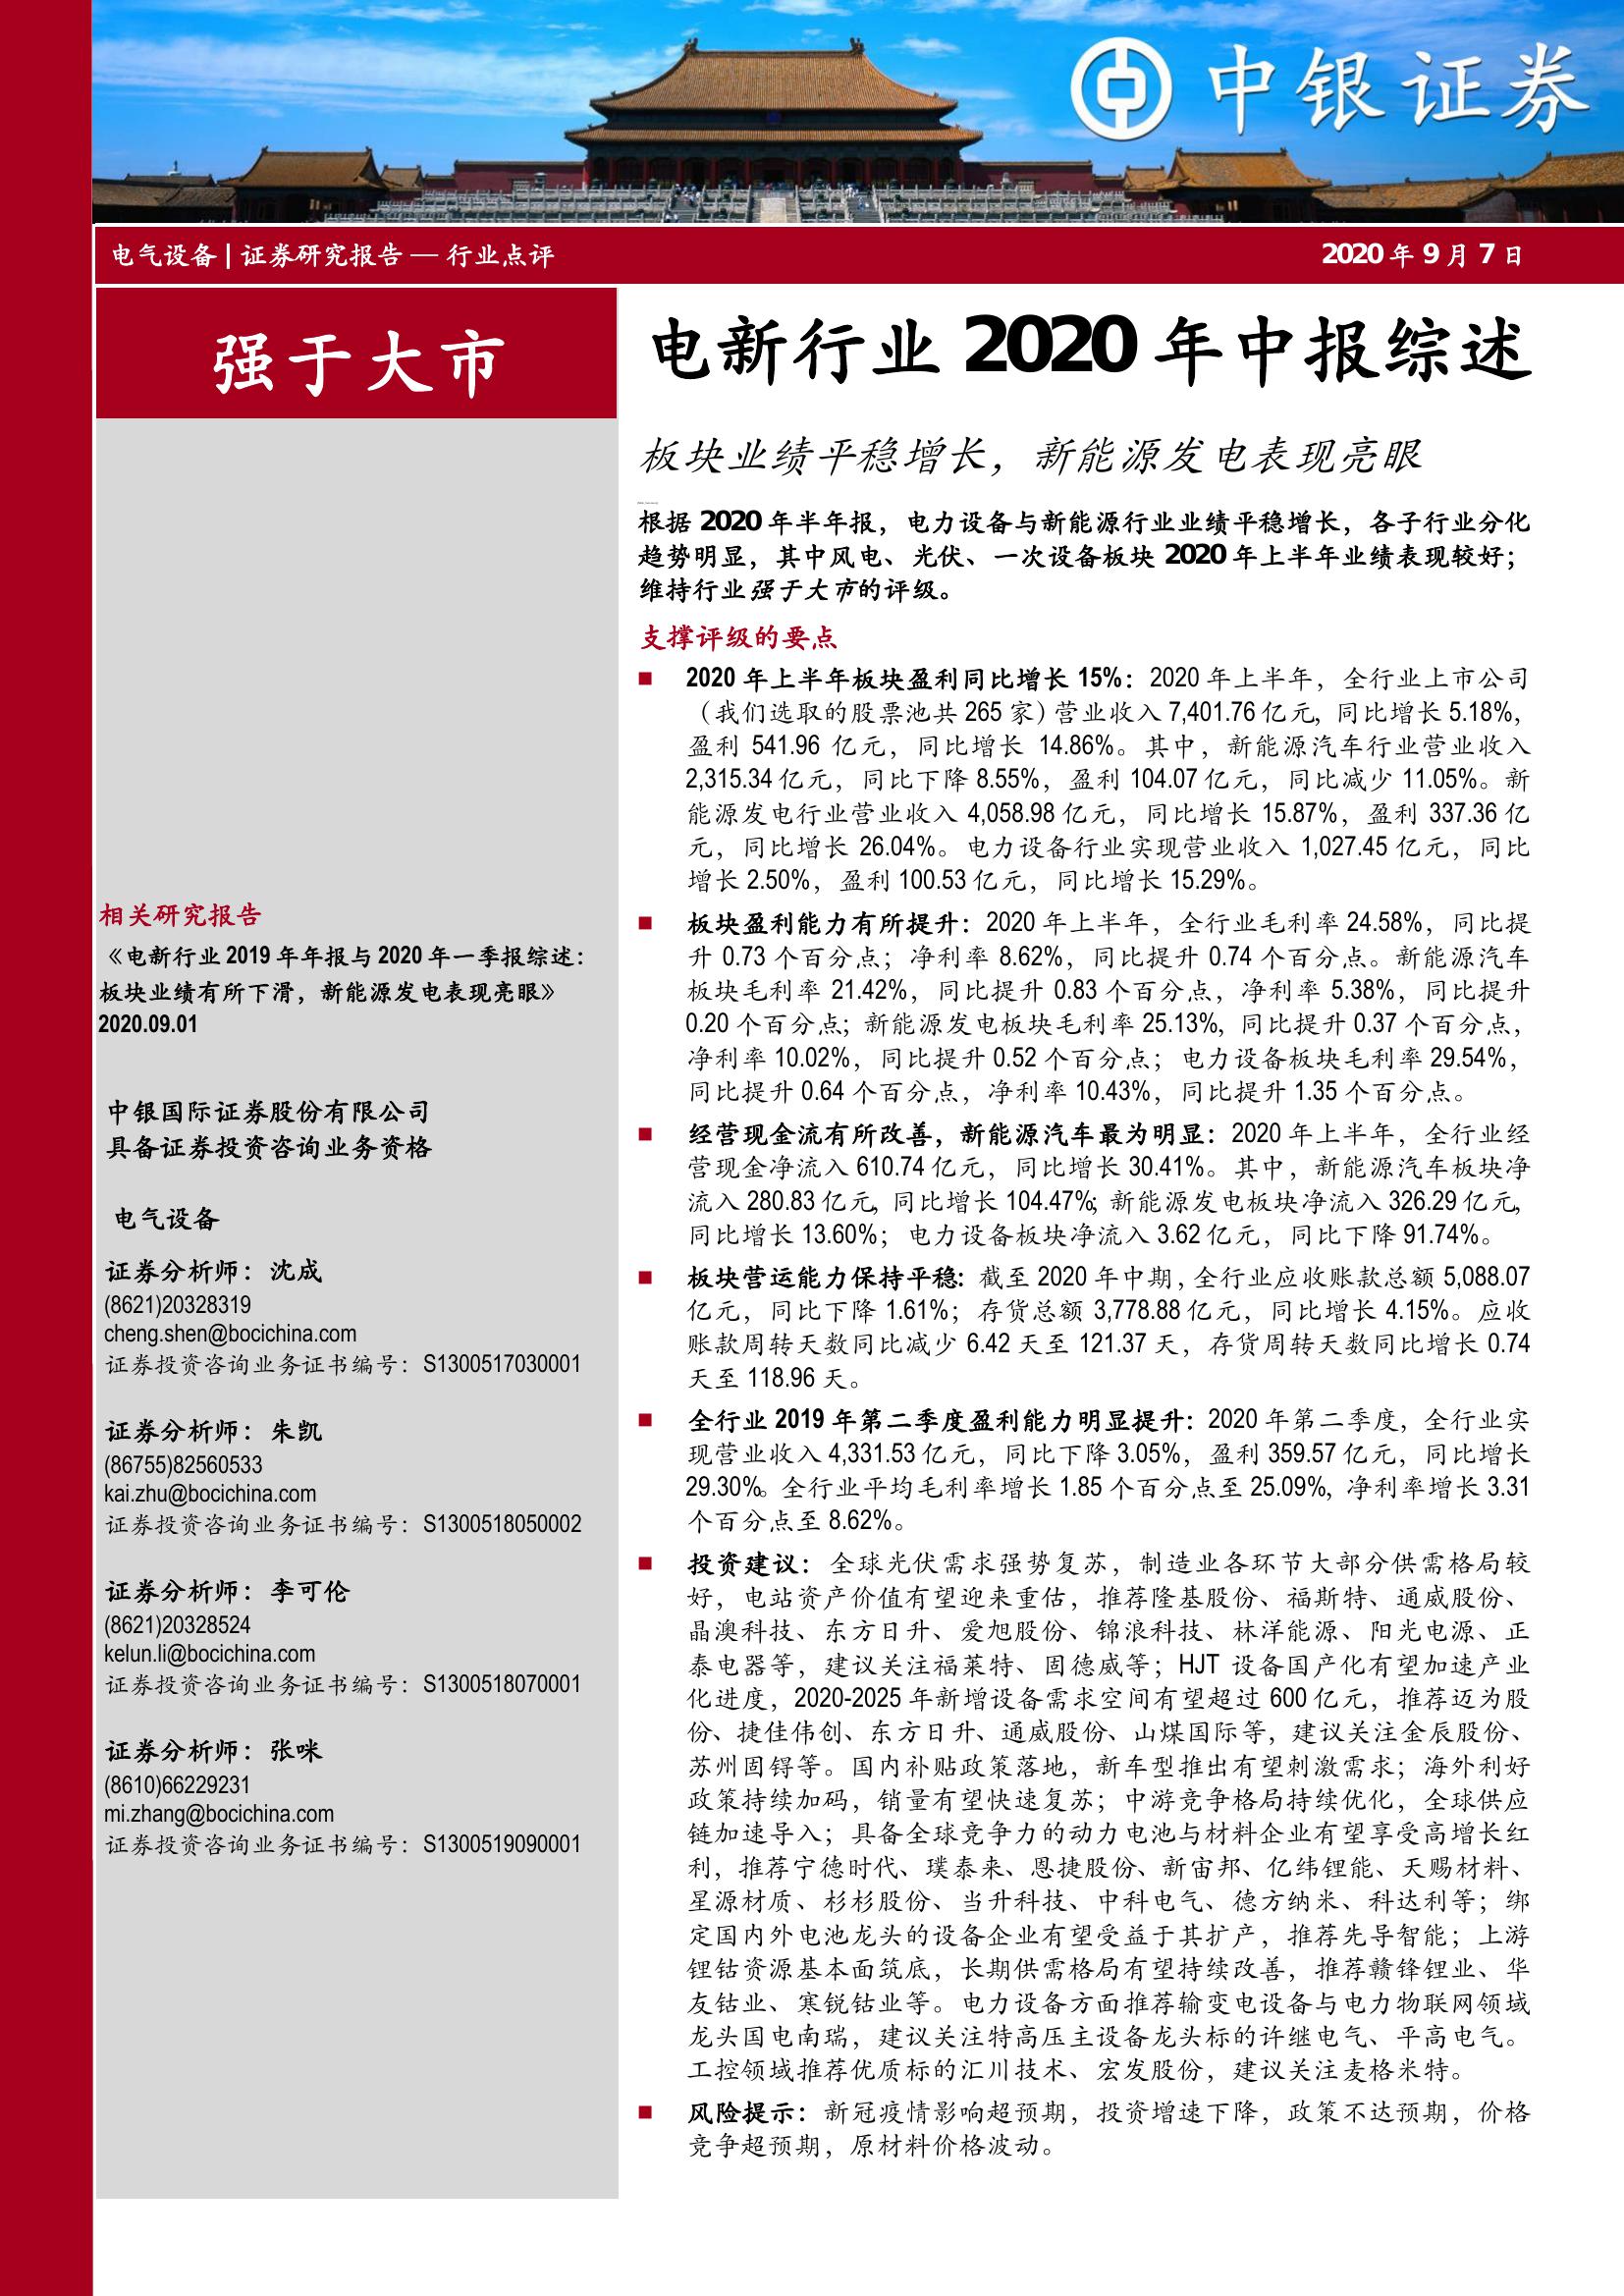 中银证券
电气设备 | 证券研究报告 — 行业点评
2020 年 9 月 7 日
强于大市
相关研究报告
《电新行业 2019 年年报与 2020 年一季报综述：
板块业绩有所下滑，新能源发电表现亮眼》
2020.09.01
中银国际证券股份有限公司
具备证券投资咨询业务资格
电气设备
证券分析师：沈成
(8621)20328319
cheng.shen@bocichina.com
证券投资咨询业务证书编号：S1300517030001
证券分析师：朱凯
(86755)82560533
kai.zhu@bocichina.com
证券投资咨询业务证书编号：S1300518050002
证券分析师：李可伦
(8621)20328524
kelun.li@bocichina.com
证券投资咨询业务证书编号：S1300518070001
证券分析师：张咪
(8610)66229231
mi.zhang@bocichina.com
证券投资咨询业务证书编号：S1300519090001
电新行业 2020 年中报综述
板块业绩平稳增长，新能源发电表现亮眼
根据 2020 年半年报，电力设备与新能源行业业绩平稳增长，各子行业分化
趋势明显，其中风电、光伏、一次设备板块 2020 年上半年业绩表现较好；
维持行业强于大市的评级。
支撑评级的要点
■ 2020 年上半年板块盈利同比增长 15%：2020 年上半年，全行业上市公司
（我们选取的股票池共 265 家）营业收入 7,401.76 亿元，同比增长 5.18%，
盈利 541.96 亿元，同比增长 14.86%。其中，新能源汽车行业营业收入
2,315.34 亿元，同比下降 8.55%，盈利 104.07 亿元，同比减少 11.05%。新
能源发电行业营业收入 4,058.98 亿元，同比增长 15.87%，盈利 337.36 亿
元，同比增长 26.04%。电力设备行业实现营业收入 1,027.45 亿元，同比
增长 2.50%，盈利 100.53 亿元，同比增长 15.29%。
■ 板块盈利能力有所提升：2020 年上半年，全行业毛利率 24.58%，同比提
升 0.73 个百分点；净利率 8.62%，同比提升 0.74 个百分点。新能源汽车
板块毛利率 21.42%，同比提升 0.83 个百分点，净利率 5.38%，同比提升
0.20 个百分点；新能源发电板块毛利率 25.13%，同比提升 0.37 个百分点，
净利率 10.02%，同比提升 0.52 个百分点；电力设备板块毛利率 29.54%，
同比提升 0.64 个百分点，净利率 10.43%，同比提升 1.35 个百分点。
■ 经营现金流有所改善，新能源汽车最为明显：2020 年上半年，全行业经
营现金净流入 610.74 亿元，同比增长 30.41%。其中，新能源汽车板块净
流入 280.83 亿元，同比增长 104.47%；新能源发电板块净流入 326.29 亿元，
同比增长 13.60%；电力设备板块净流入 3.62 亿元，同比下降 91.74%。
■ 板块营运能力保持平稳：截至 2020 年中期，全行业应收账款总额 5,088.07
亿元，同比下降 1.61%；存货总额 3,778.88 亿元，同比增长 4.15%。应收
账款周转天数同比减少 6.42 天至 121.37 天，存货周转天数同比增长 0.74
天至 118.96 天。
■ 全行业 2019 年第二季度盈利能力明显提升：2020 年第二季度，全行业实
现营业收入 4,331.53 亿元，同比下降 3.05%，盈利 359.57 亿元，同比增长
29.30%。全行业平均毛利率增长 1.85 个百分点至 25.09%，净利率增长 3.31
个百分点至 8.62%。
■ 投资建议：全球光伏需求强势复苏，制造业各环节大部分供需格局较
好，电站资产价值有望迎来重估，推荐隆基股份、福斯特、通威股份、
晶澳科技、东方日升、爱旭股份、锦浪科技、林洋能源、阳光电源、正
泰电器等，建议关注福莱特、固德威等；HJT 设备国产化有望加速产业
化进度，2020-2025 年新增设备需求空间有望超过 600 亿元，推荐迈为股
份、捷佳伟创、东方日升、通威股份、山煤国际等，建议关注金辰股份、
苏州固锝等。国内补贴政策落地，新车型推出有望刺激需求；海外利好
政策持续加码，销量有望快速复苏；中游竞争格局持续优化，全球供应
链加速导入；具备全球竞争力的动力电池与材料企业有望享受高增长红
利，推荐宁德时代、璞泰来、恩捷股份、新宙邦、亿纬锂能、天赐材料、
星源材质、杉杉股份、当升科技、中科电气、德方纳米、科达利等；绑
定国内外电池龙头的设备企业有望受益于其扩产，推荐先导智能；上游
锂钴资源基本面筑底，长期供需格局有望持续改善，推荐赣锋锂业、华
友钴业、寒锐钴业等。电力设备方面推荐输变电设备与电力物联网领域
龙头国电南瑞，建议关注特高压主设备龙头标的许继电气、平高电气。
工控领域推荐优质标的汇川技术、宏发股份，建议关注麦格米特。
■ 风险提示：新冠疫情影响超预期，投资增速下降，政策不达预期，价格
竞争超预期，原材料价格波动。